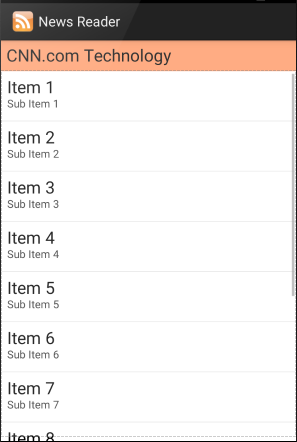 News Reader
CNN.com Technology
Item 1
Sub Item 1
Item 2
Sub Item 2
Item 3
Sub Item 3
Item 4
Sub Item 4
Item 5
Sub Item 5
Item 6
Sub Item 6
Item 7
Sub Item 7
Item 8